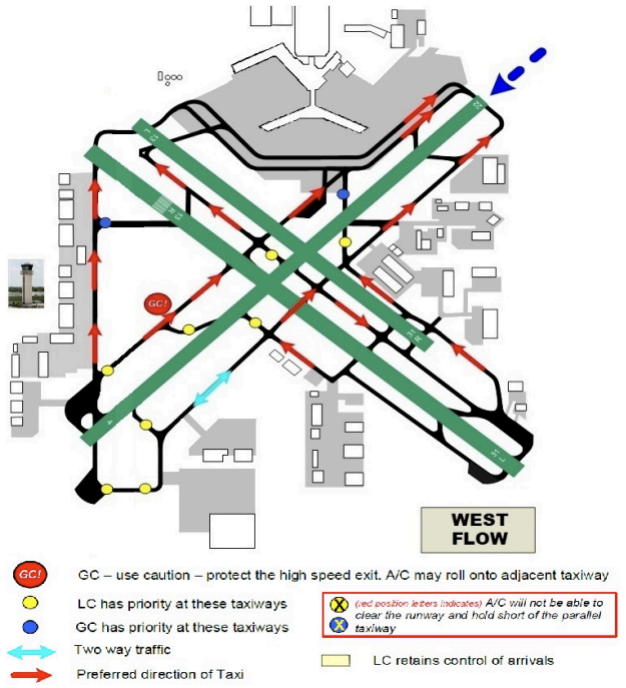 22
GC!
4
WEST
FLOW
GC!
GC – use caution – protect the high speed exit. A/C may roll onto adjacent taxiway
LC has priority at these taxiways
GC has priority at these taxiways
Two way traffic
Preferred direction of Taxi
X
(red position letters indicates) A/C will not be able to
X
clear the runway and hold short of the parallel
taxiway
LC retains control of arrivals